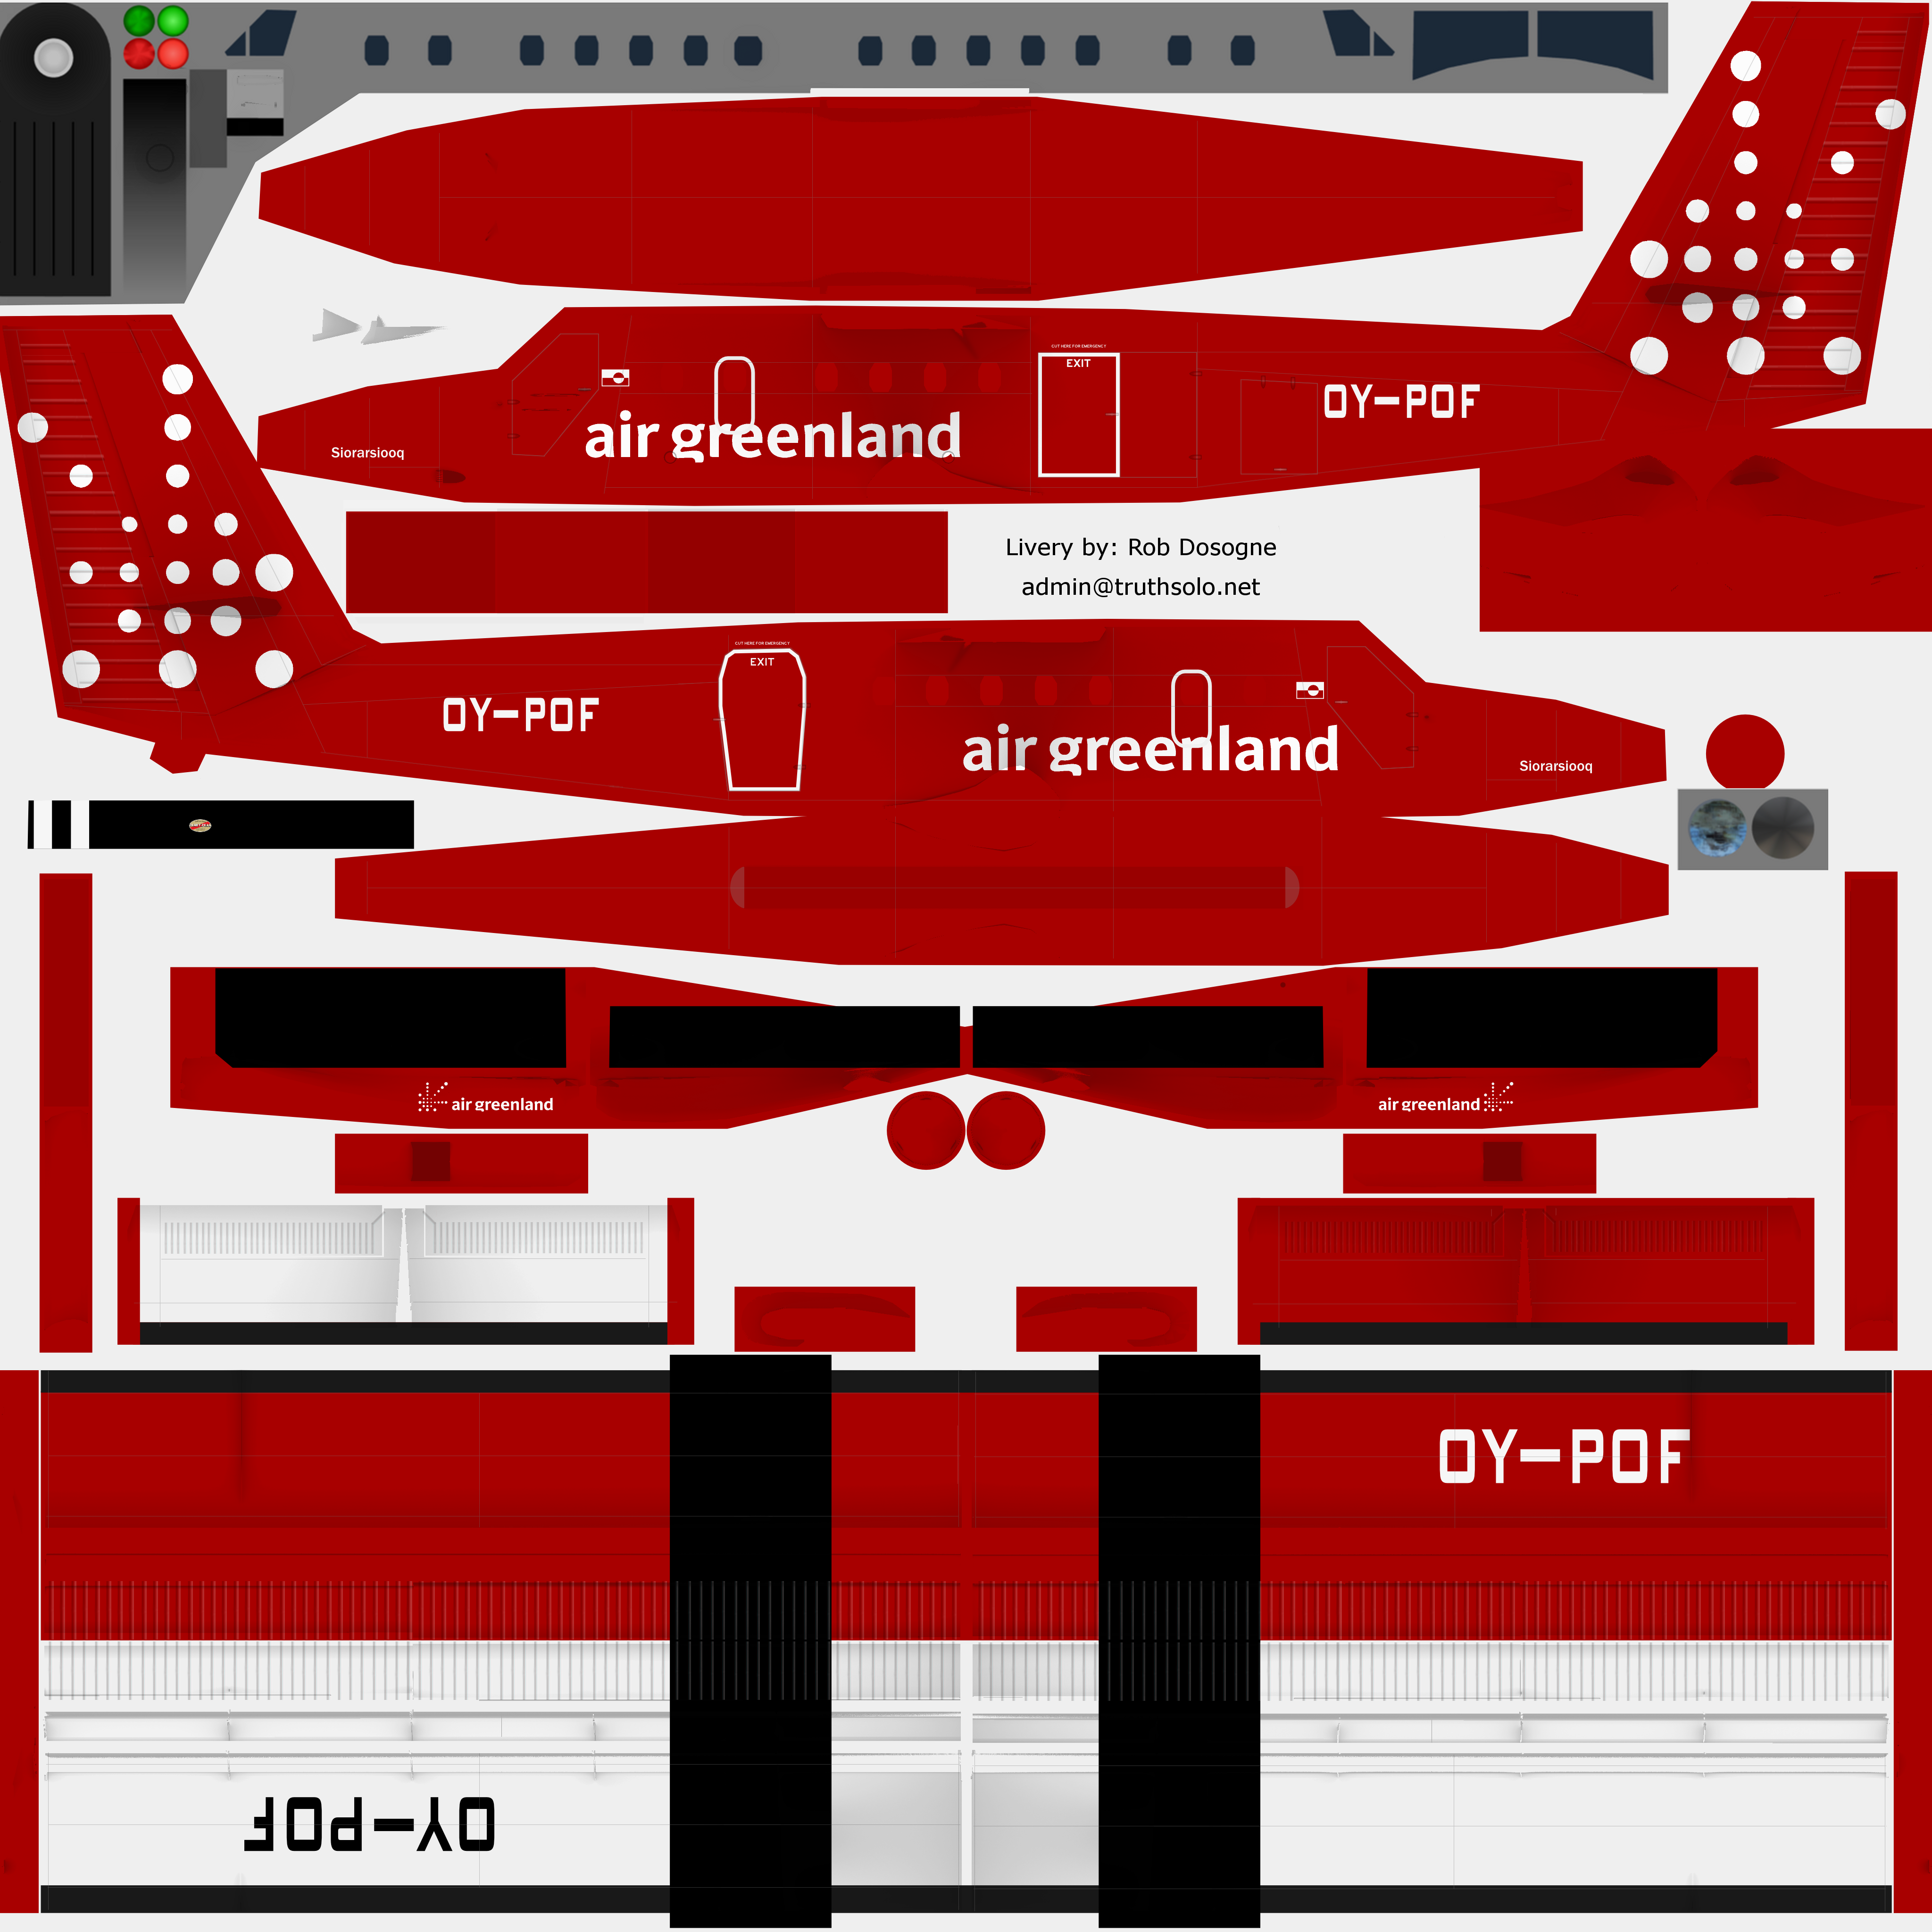 CUT HERE FOR EMERGENCY
EXIT
OY-POF
air greenland
Siorarsiooq
Livery by: Rob Dosogne
admin@truthsolo.net
CUT HERE FOR EMERGENCY
EXIT
OY-POF
air greenland
Siorarsiooq
air greenland
air greenland
OY-POF
OY-POF